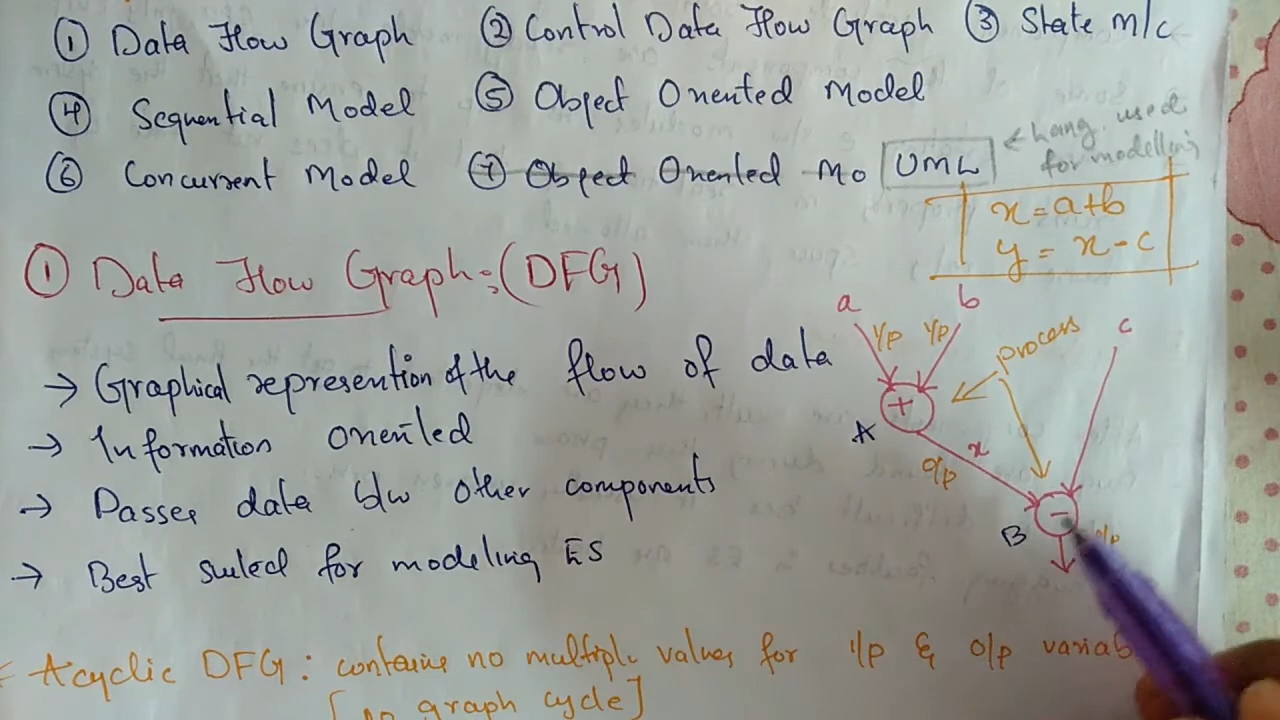 ① Data Flow Graph ② Control Data Flow Graph ③ State M/c
④ Sequential Model ⑤ Object Oriented Model
⑥ Concurrent Model ⑦ Object Oriented Mo UML
← Lang. used
for modelling
x = a+b
y = x - c
① Data Flow Graph:(DFG)
a b c
i/p i/p process
→ Graphical represention of the flow of data
+
A
→ Information oriented
x
o/p
→ Passes data b/w other components
-
B o/p
→ Best suited for modeling ES
Acyclic DFG : contains no multiple values for i/p & o/p variab
[no graph cycle]